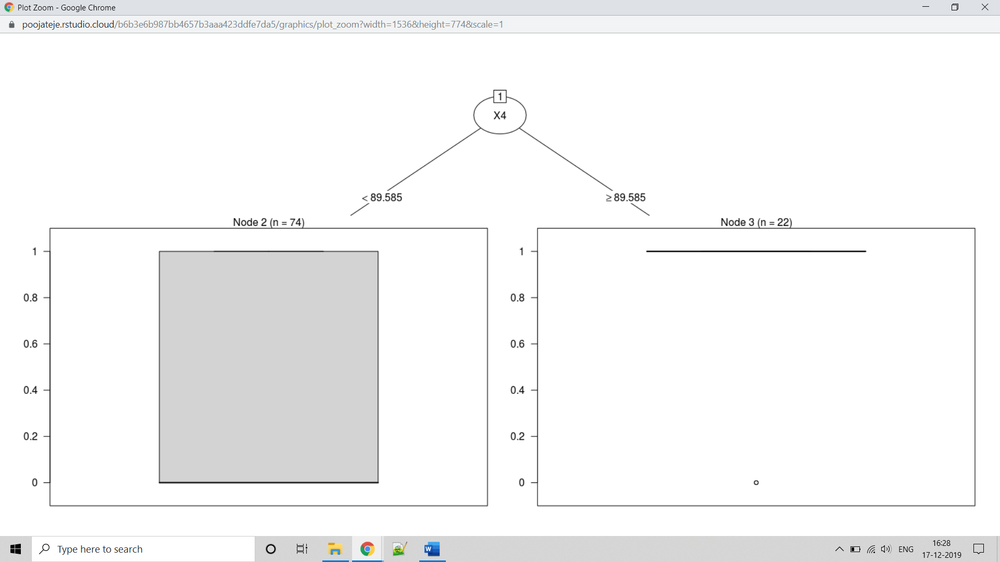 Plot Zoom - Google Chrome
poojateje.rstudio.cloud/b6b3e6b987bb4657b3aaa423ddfe7da5/graphics/plot_zoom?width=1536&height=774&scale=1
1
X4
< 89.585
≥ 89.585
Node 2 (n = 74)
1
0.8
0.6
0.4
0.2
0
Node 3 (n = 22)
1
0.8
0.6
0.4
0.2
0
Type here to search
W
ENG
16:28
17-12-2019